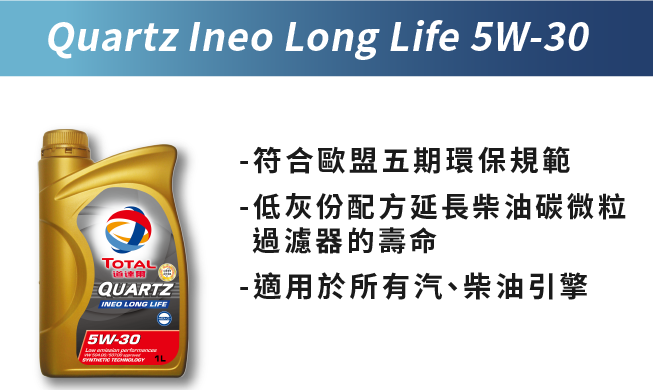 Quartz Ineo Long Life 5W-30
-符合歐盟五期環保規範
-低灰份配方延長柴油碳微粒
過濾器的壽命
-適用於所有汽、柴油引擎
TOTAL
道達爾
QUARTZ
INEO LONG LIFE
5W-30
Low emission performances
SYNTHETIC TECHNOLOGY
1L